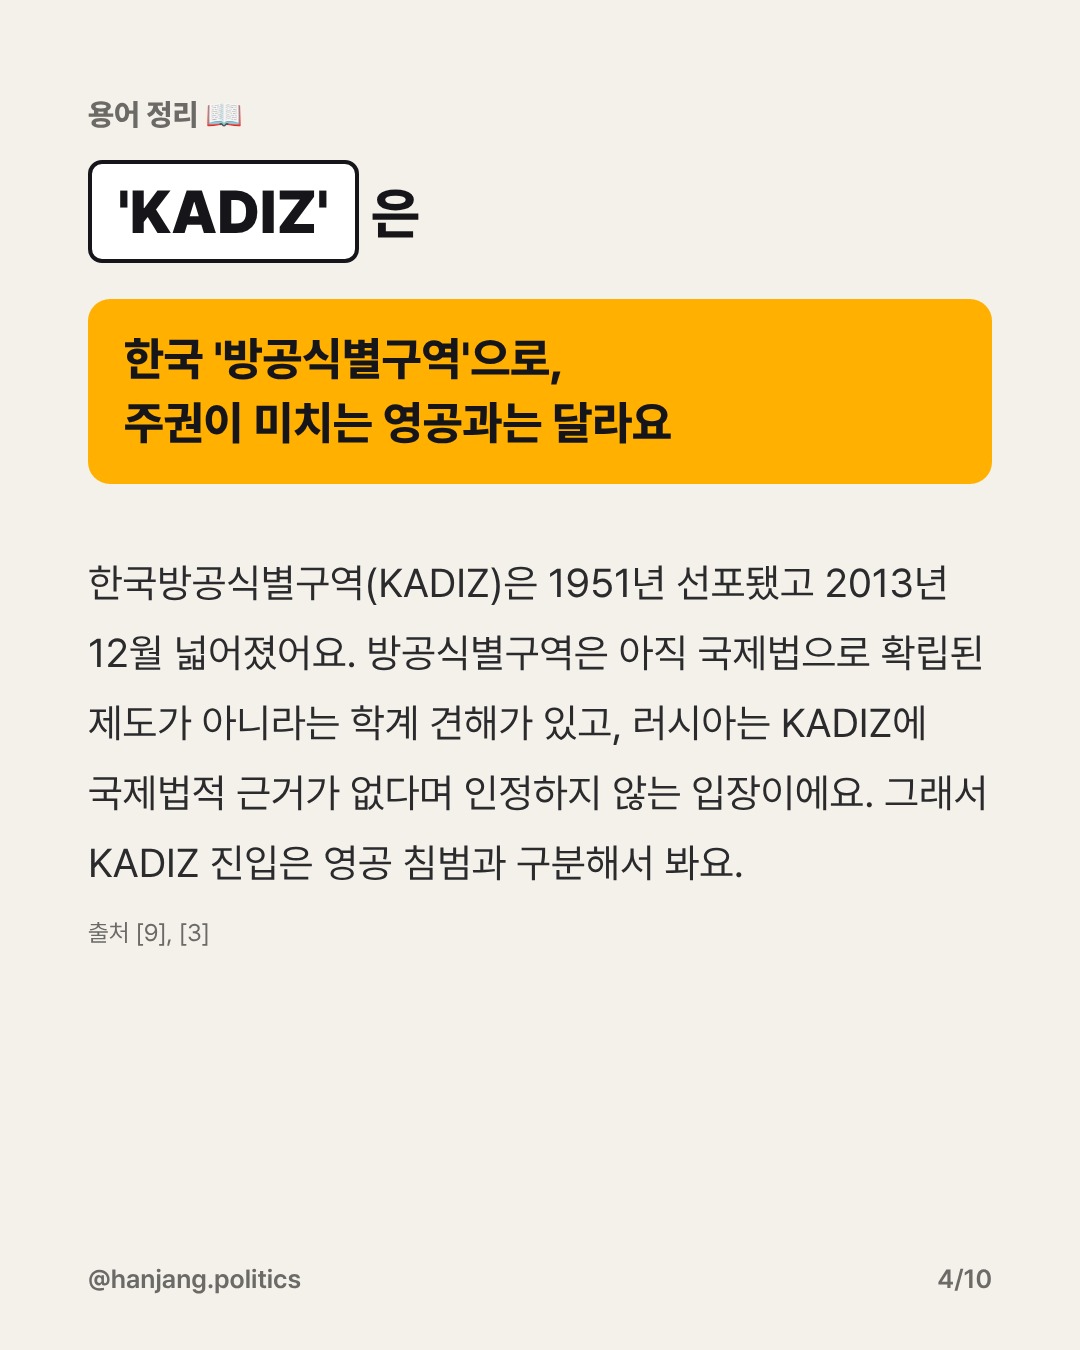 용어 정리 📖
'KADIZ' 은
한국 '방공식별구역'으로,
주권이 미치는 영공과는 달라요
한국방공식별구역(KADIZ)은 1951년 선포됐고 2013년
12월 넓어졌어요. 방공식별구역은 아직 국제법으로 확립된
제도가 아니라는 학계 견해가 있고, 러시아는 KADIZ에
국제법적 근거가 없다며 인정하지 않는 입장이에요. 그래서
KADIZ 진입은 영공 침범과 구분해서 봐요.
출처 [9], [3]
@hanjang.politics
4/10